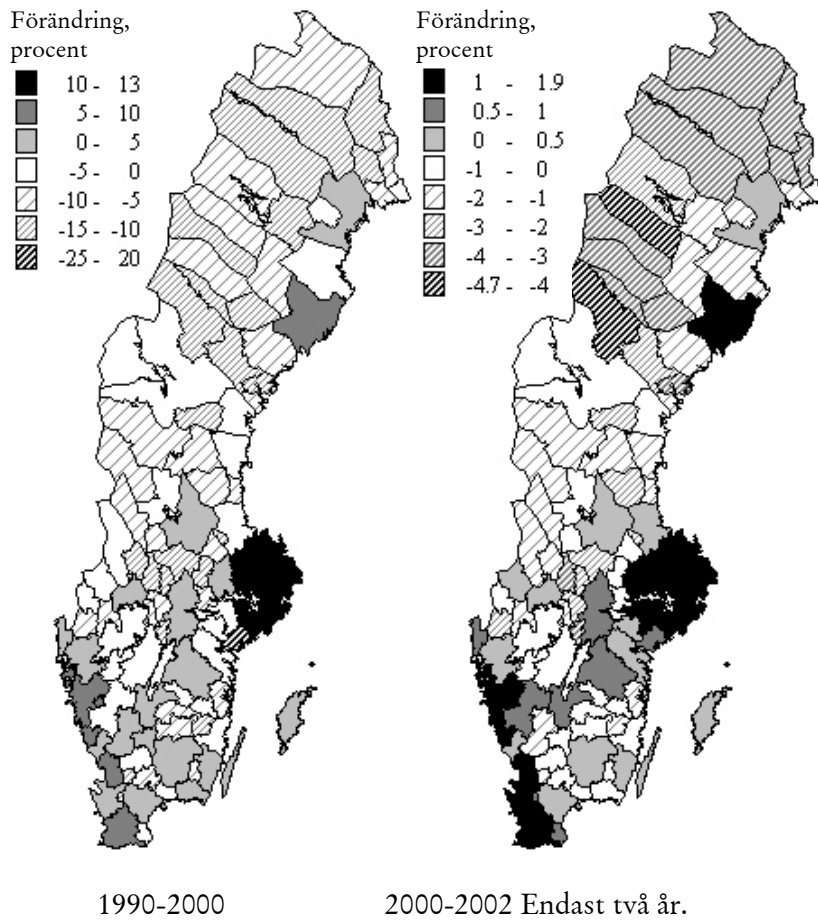 Förändring,
procent
10 - 13
5 - 10
0 - 5
-5 - 0
-10 - -5
-15 - -10
-25 - 20
Förändring,
procent
1 - 1.9
0.5 - 1
0 - 0.5
-1 - 0
-2 - -1
-3 - -2
-4 - -3
-4.7 - -4
1990-2000
2000-2002 Endast två år.